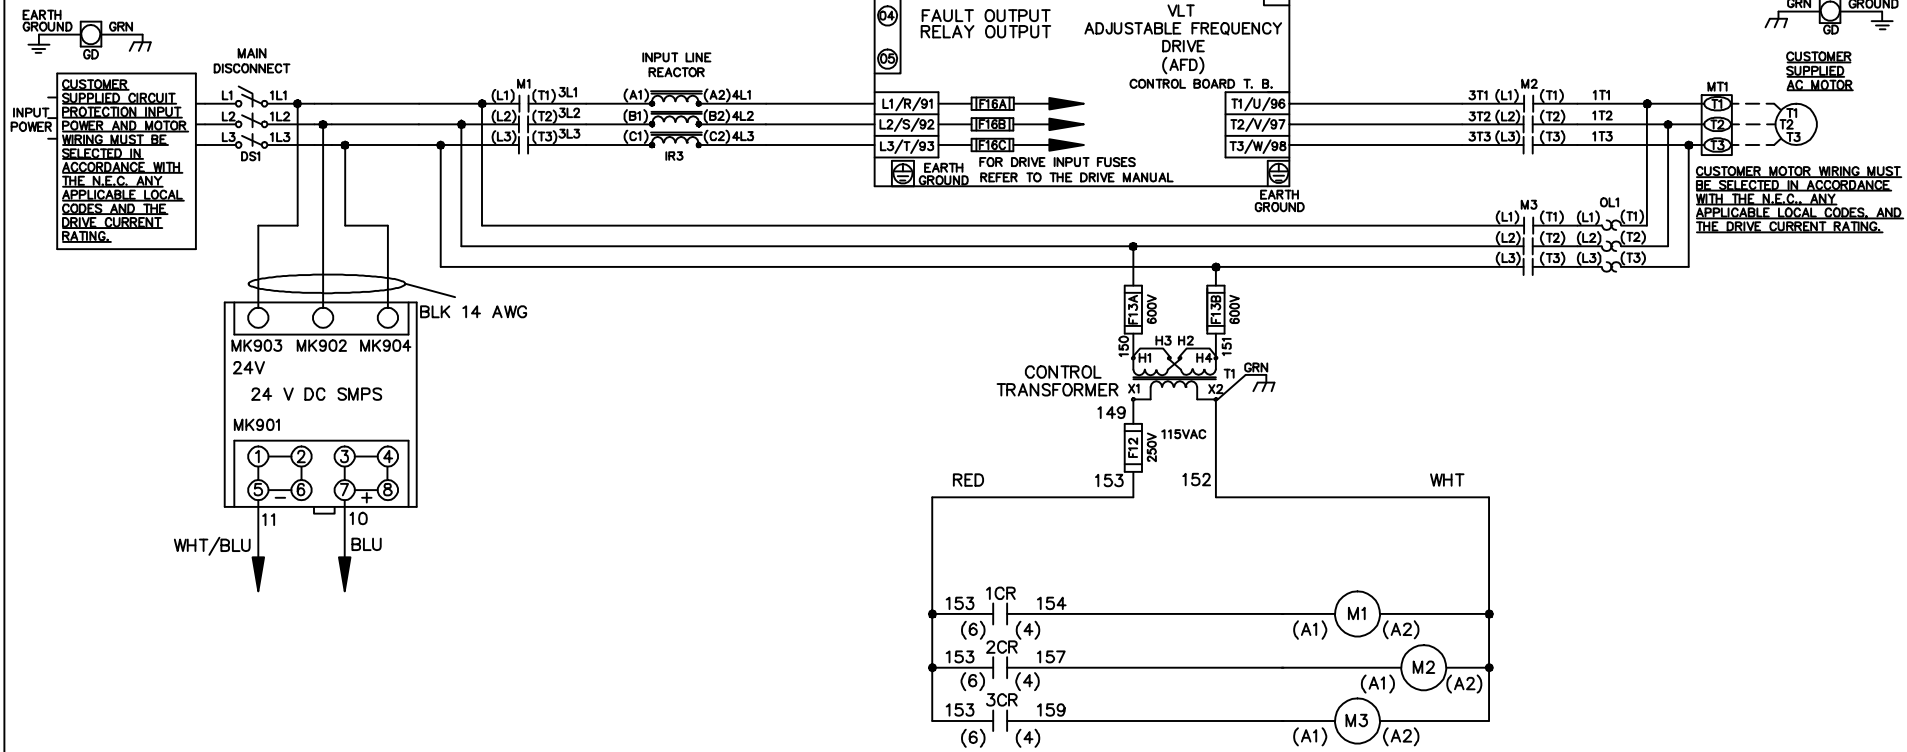 EARTH
GROUND
GRN
GD
MAIN
DISCONNECT
CUSTOMER
SUPPLIED CIRCUIT
PROTECTION INPUT
POWER AND MOTOR
WIRING MUST BE
SELECTED IN
ACCORDANCE WITH
THE N.E.C. ANY
APPLICABLE LOCAL
CODES AND THE
DRIVE CURRENT
RATING.
INPUT
POWER
L1 1L1
L2 1L2
L3 1L3
DS1
M1
(L1) (T1) 3L1
(L2) (T2) 3L2
(L3) (T3) 3L3
INPUT LINE
REACTOR
(A1) (A2) 4L1
(B1) (B2) 4L2
(C1) (C2) 4L3
IR3
04
05
FAULT OUTPUT
RELAY OUTPUT
VLT
ADJUSTABLE FREQUENCY
DRIVE
(AFD)
CONTROL BOARD T. B.
L1/R/91 F16A T1/U/96
L2/S/92 F16B T2/V/97
L3/T/93 F16C T3/W/98
EARTH
GROUND
FOR DRIVE INPUT FUSES
REFER TO THE DRIVE MANUAL
EARTH
GROUND
M2
3T1 (L1) (T1) 1T1
3T2 (L2) (T2) 1T2
3T3 (L3) (T3) 1T3
GRN
GROUND
GD
CUSTOMER
SUPPLIED
AC MOTOR
MT1
T1 T1
T2 T2
T3 T3
CUSTOMER MOTOR WIRING MUST
BE SELECTED IN ACCORDANCE
WITH THE N.E.C., ANY
APPLICABLE LOCAL CODES, AND
THE DRIVE CURRENT RATING.
M3 OL1
(L1) (T1) (L1) (T1)
(L2) (T2) (L2) (T2)
(L3) (T3) (L3) (T3)
BLK 14 AWG
MK903 MK902 MK904
24V
24 V DC SMPS
MK901
1 2 3 4
5 - 6 7 + 8
11 10
WHT/BLU BLU
F13A 600V F13B 600V
150 H3 H2 151
H1 H4
CONTROL
TRANSFORMER
X1 X2 T1 GRN
149
F12 250V 115VAC
153 152
RED WHT
1CR
153 154
(6) (4)
M1
(A1) (A2)
2CR
153 157
(6) (4)
M2
(A1) (A2)
3CR
153 159
(6) (4)
M3
(A1) (A2)